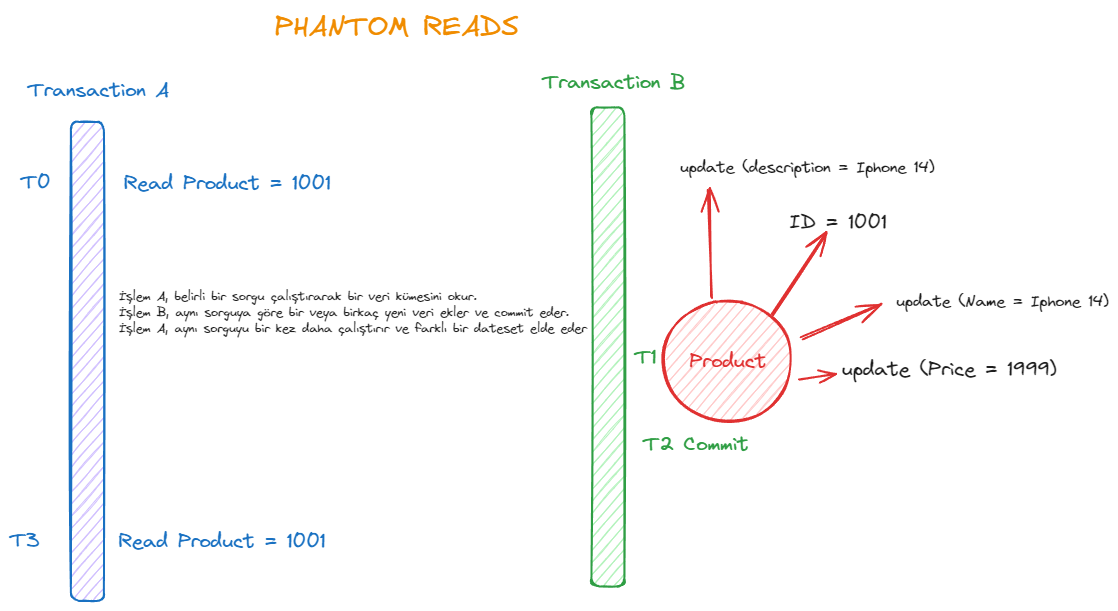 PHANTOM READS
Transaction A
Transaction B
T0
Read Product = 1001
update (description = Iphone 14)
ID = 1001
İşlem A, belirli bir sorgu çalıştırarak bir veri kümesini okur.
İşlem B, aynı sorguya göre bir veya birkaç yeni veri ekler ve commit eder.
İşlem A, aynı sorguyu bir kez daha çalıştırır ve farklı bir dateset elde eder
update (Name = Iphone 14)
T1
Product
update (Price = 1999)
T2 Commit
T3
Read Product = 1001